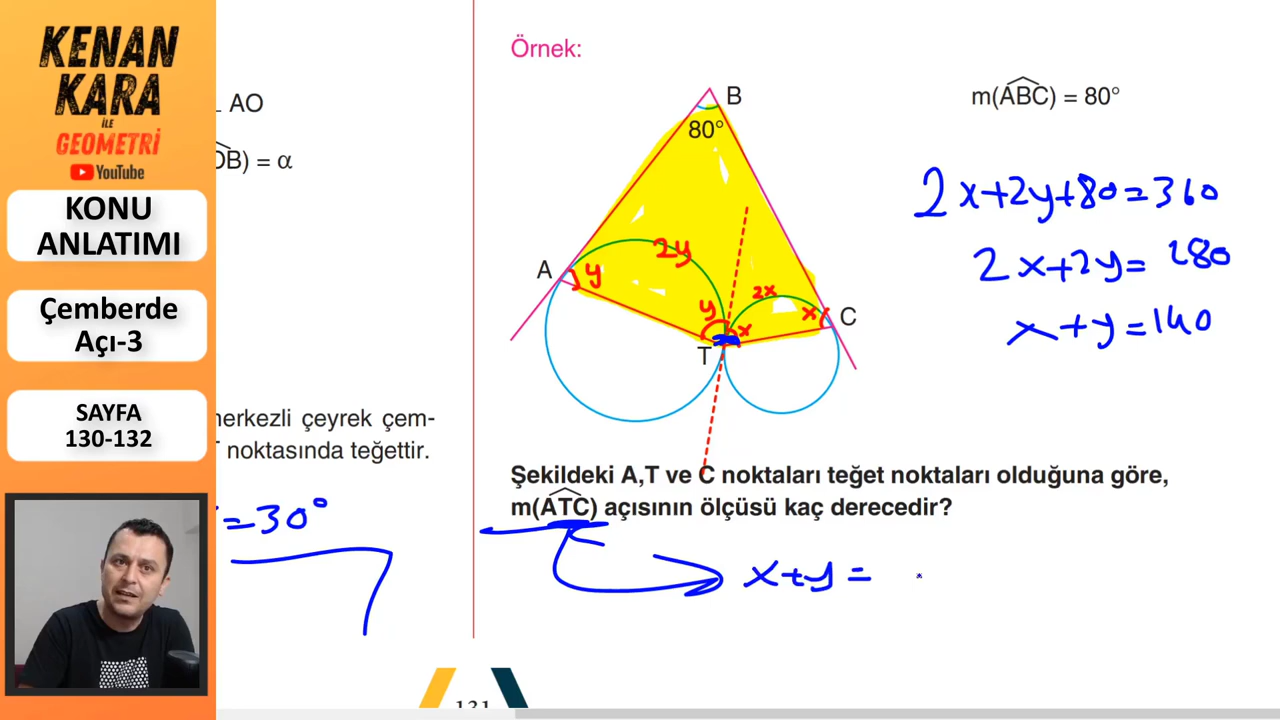 KENAN
KARA
İLE
GEOMETRİ
YouTube
KONU
ANLATIMI
Çemberde
Açı-3
SAYFA
130-132
AO
B) = α
merkezli çeyrek çem-
noktasında teğettir.
=30°
Örnek:
B
80°
A
y
2y
y
2x
x
x
C
T
m(ABC) = 80°
2x+2y+80=360
2x+2y=280
x+y=140
Şekildeki A,T ve C noktaları teğet noktaları olduğuna göre,
m(ATC) açısının ölçüsü kaç derecedir?
x+y=
131